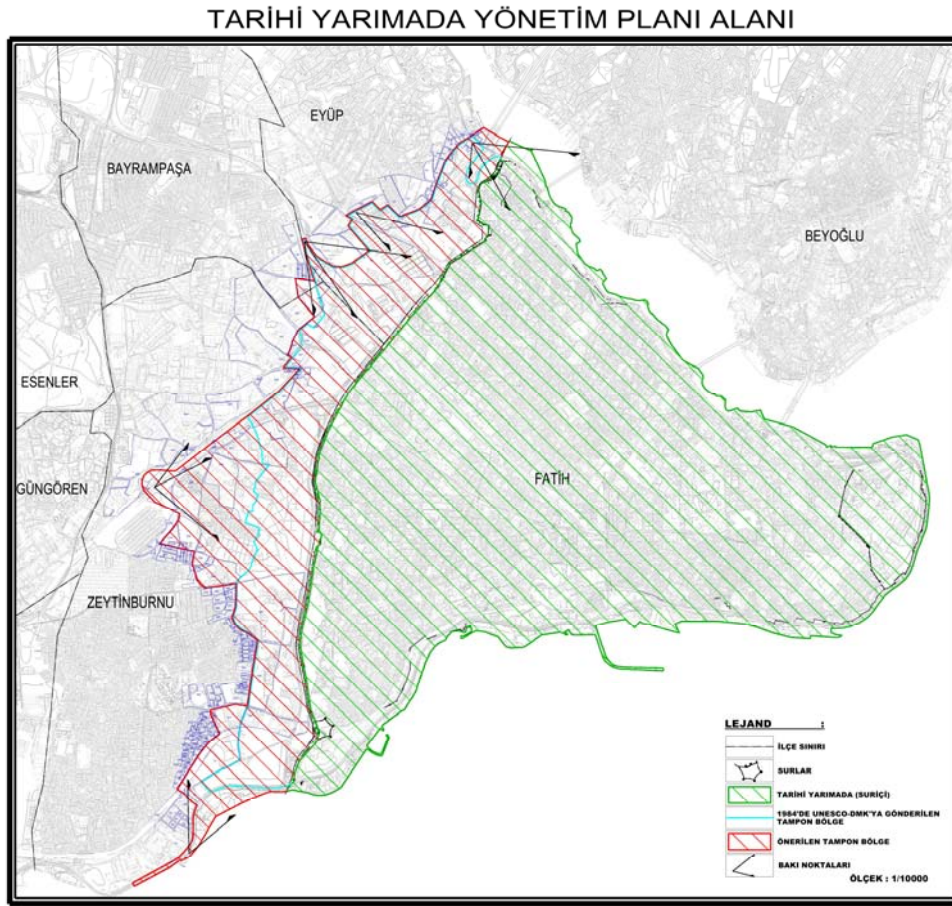 TARİHİ YARIMADA YÖNETİM PLANI ALANI
EYÜP
BAYRAMPAŞA
BEYOĞLU
ESENLER
FATİH
GÜNGÖREN
ZEYTİNBURNU
LEJAND :
İLÇE SINIRI
SURLAR
TARİHİ YARIMADA (SURİÇİ)
1984'DE UNESCO-DMK'YA GÖNDERİLEN
TAMPON BÖLGE
ÖNERİLEN TAMPON BÖLGE
BAKI NOKTALARI
ÖLÇEK : 1/10000